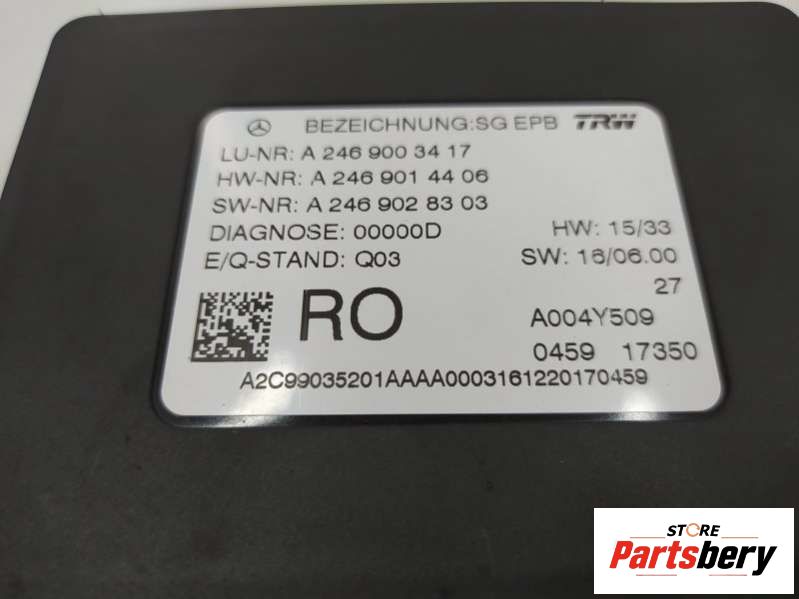 BEZEICHNUNG:SG EPB TRW
LU-NR: A 246 900 34 17
HW-NR: A 246 901 44 06
SW-NR: A 246 902 83 03
DIAGNOSE: 00000D HW: 15/33
E/Q-STAND: Q03 SW: 16/06.00
27
RO A004Y509
0459 17350
A2C99035201AAAA0003161220170459
STORE
Partsbery